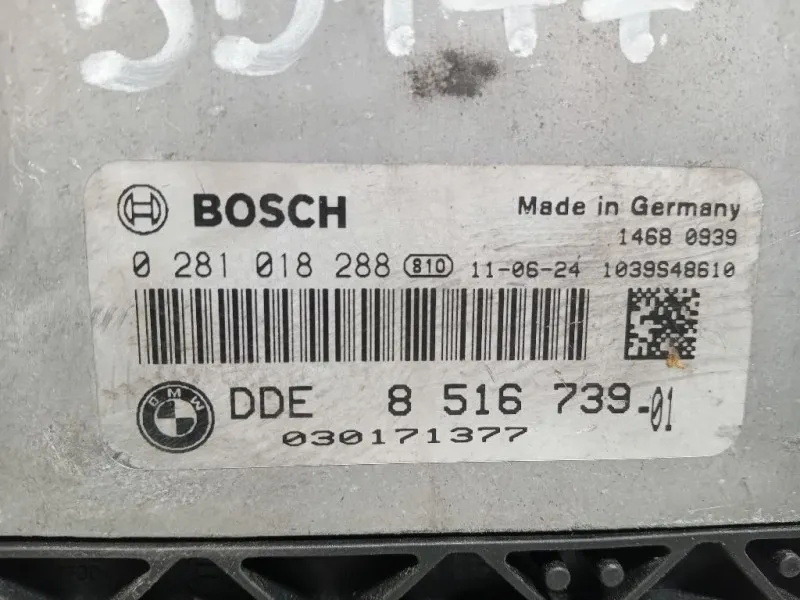 BOSCH
Made in Germany
1468 0939
0 281 018 288 810 11-06-24 1039S48610
BMW
DDE 8 516 739-01
030171377